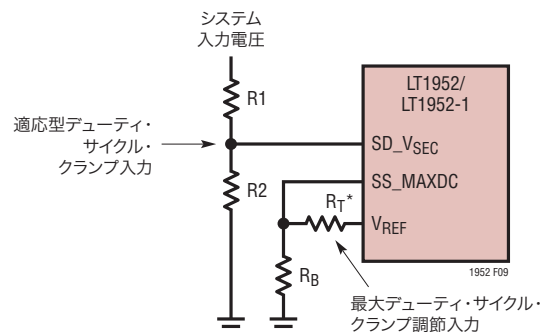 システム
入力電圧
R1
適応型デューティ・
サイクル・
クランプ入力
R2
LT1952/
LT1952-1
SD_VSEC
SS_MAXDC
RT*
VREF
RB
1952 F09
最大デューティ・サイクル・
クランプ調節入力